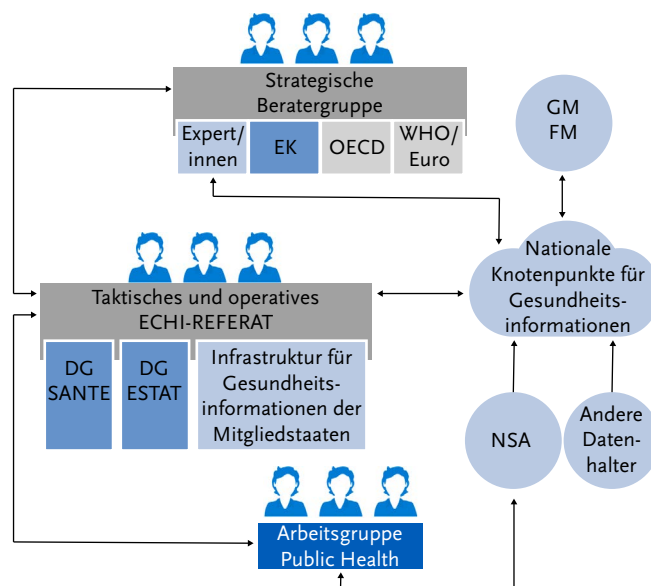 Strategische
Beratergruppe
Expert/
innen
EK
OECD
WHO/
Euro
GM
FM
Nationale
Knotenpunkte für
Gesundheits-
informationen
Taktisches und operatives
ECHI-REFERAT
DG
SANTE
DG
ESTAT
Infrastruktur für
Gesundheits-
informationen der
Mitgliedstaaten
NSA
Andere
Daten-
halter
Arbeitsgruppe
Public Health